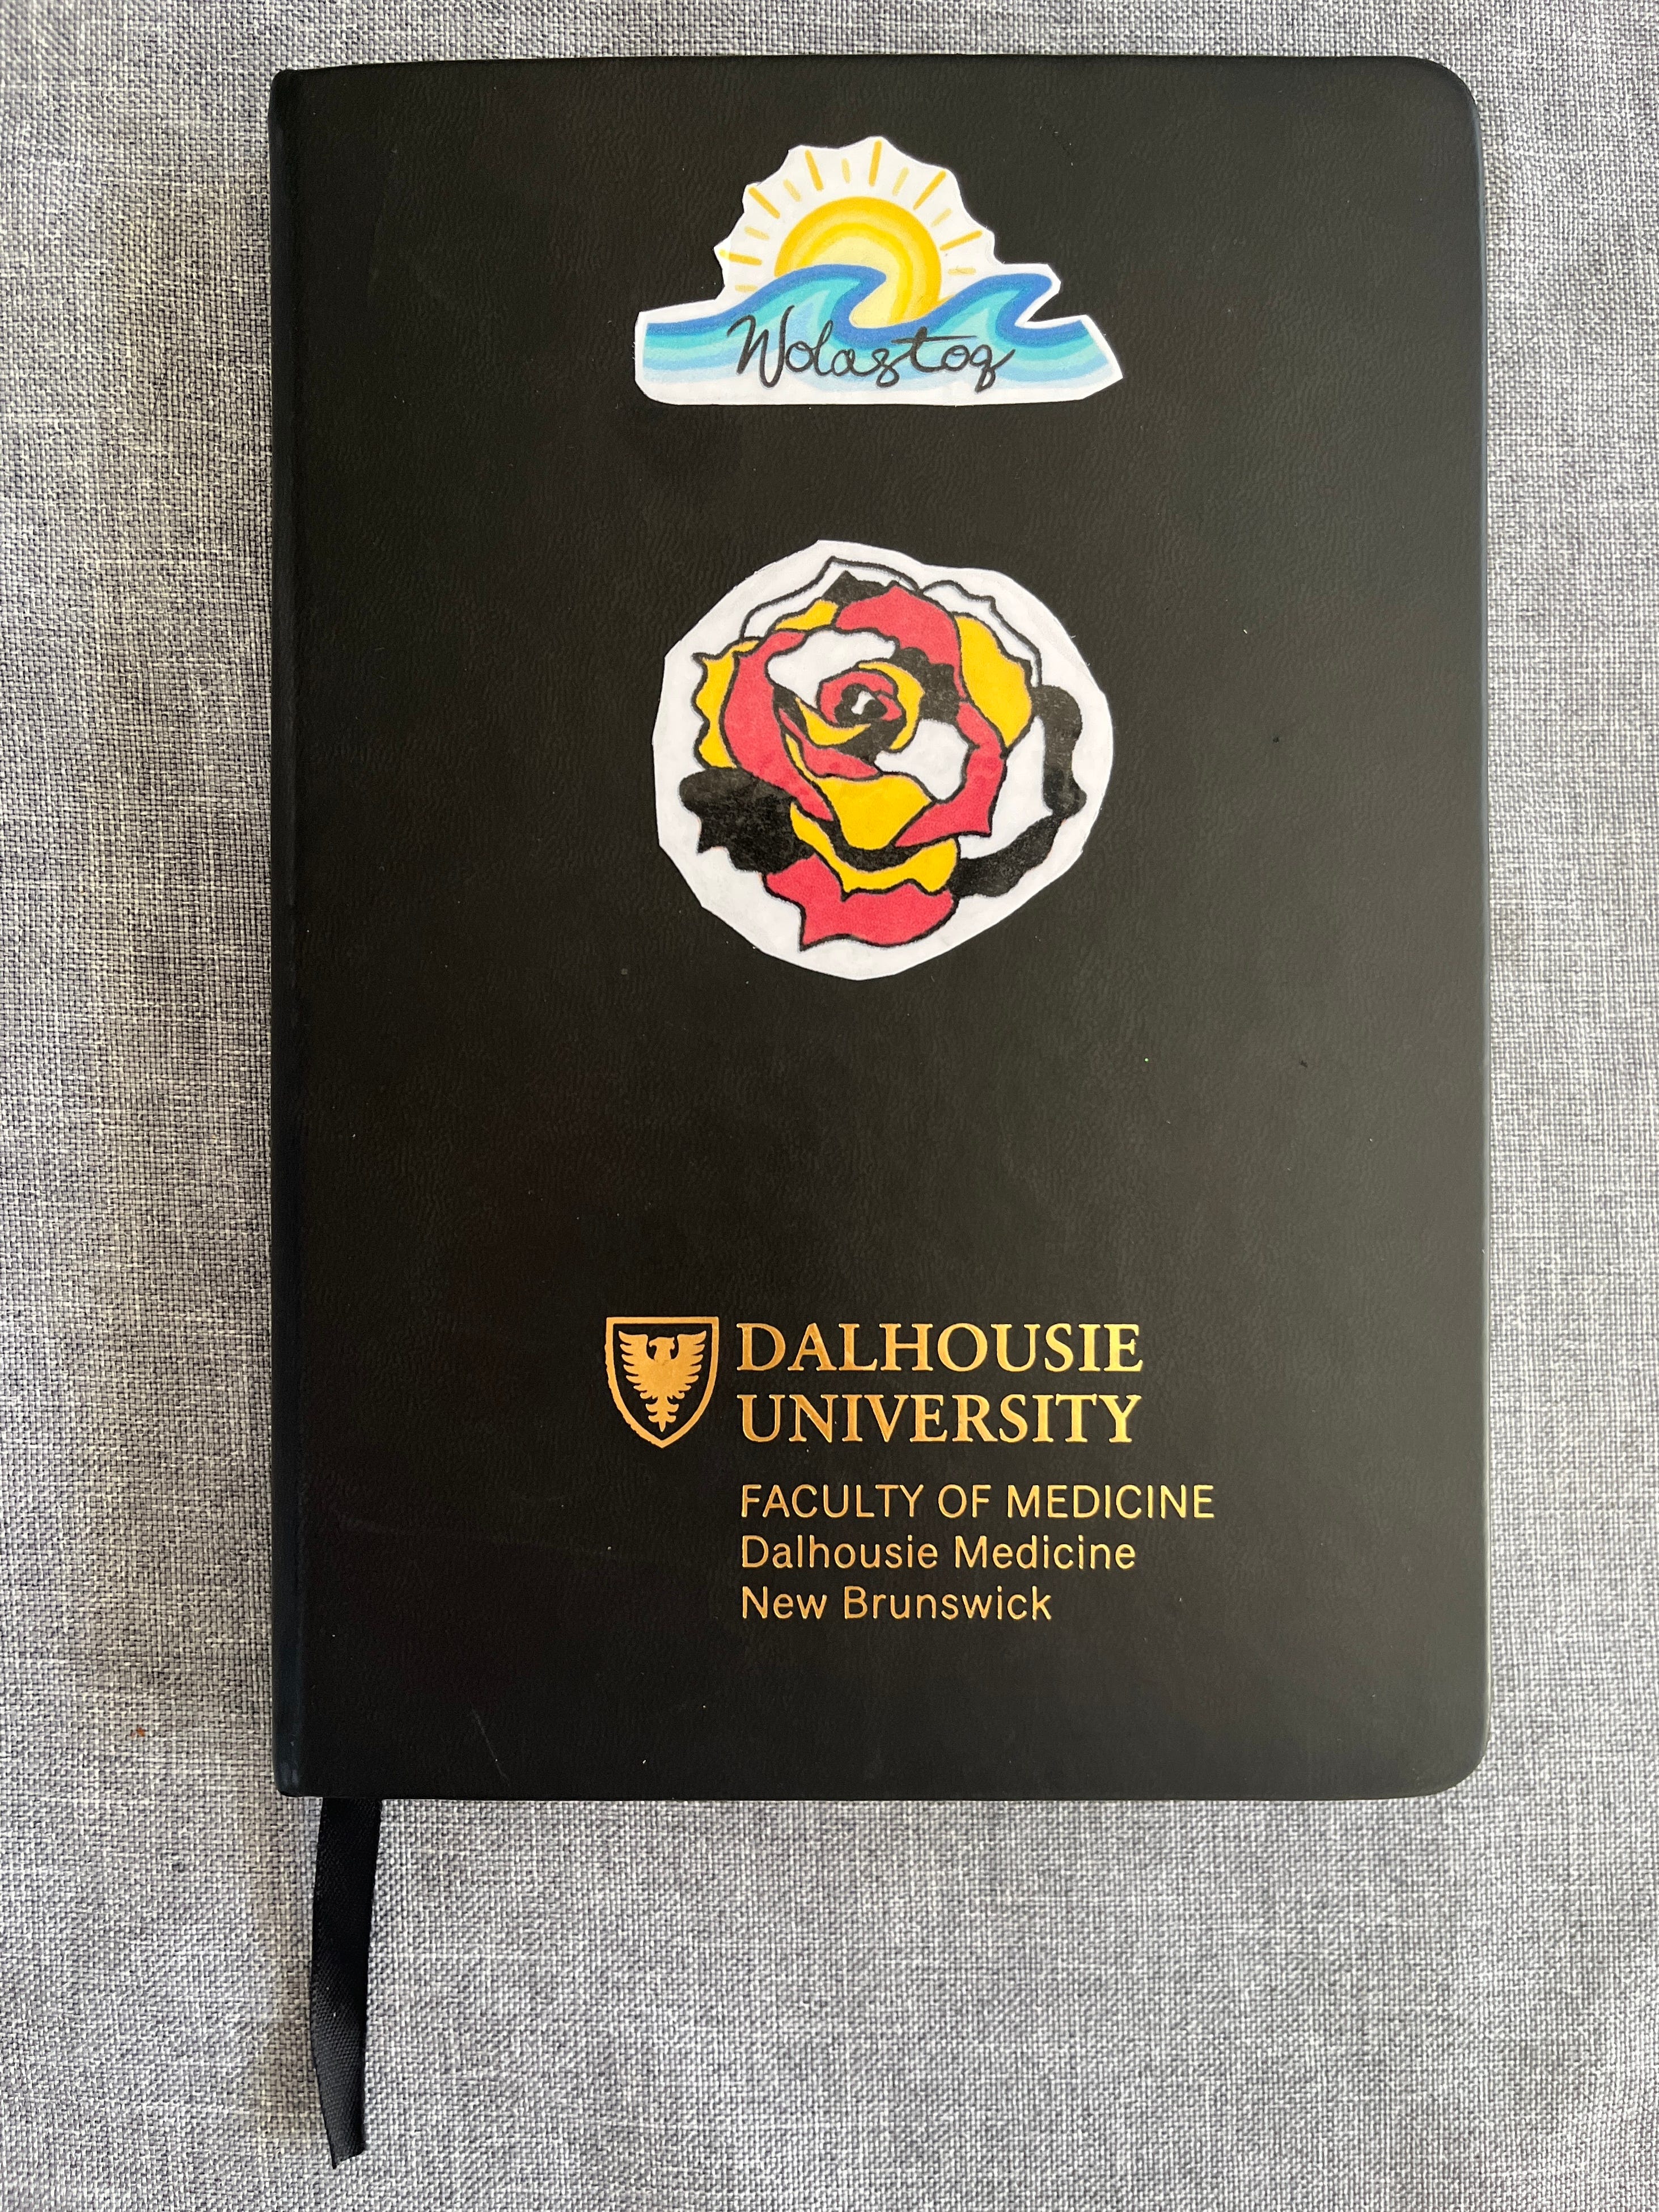 Wolastoq
DALHOUSIE
UNIVERSITY
FACULTY OF MEDICINE
Dalhousie Medicine
New Brunswick